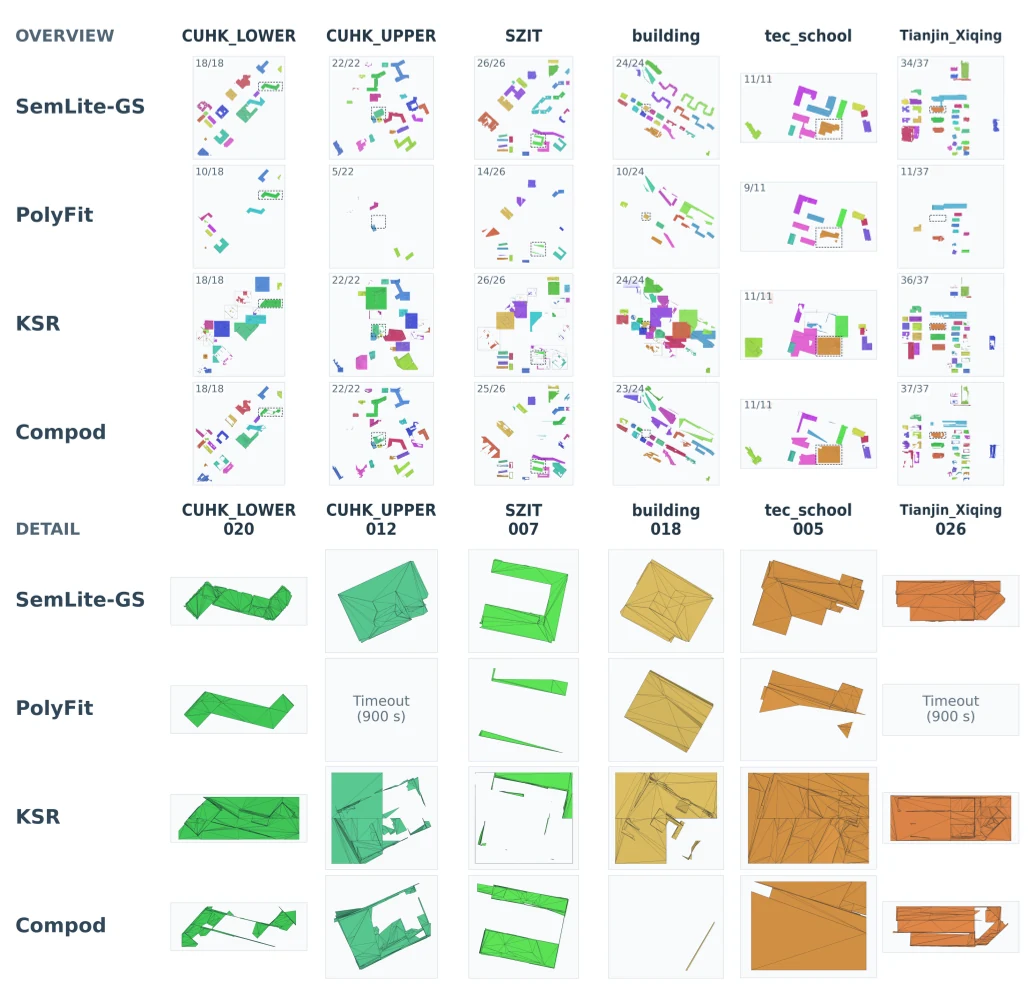 OVERVIEW CUHK_LOWER CUHK_UPPER SZIT building tec_school Tianjin_Xiqing
SemLite-GS 18/18 22/22 26/26 24/24 11/11 34/37
PolyFit 10/18 5/22 14/26 10/24 9/11 11/37
KSR 18/18 22/22 26/26 24/24 11/11 36/37
Compod 18/18 22/22 25/26 23/24 11/11 37/37
CUHK_LOWER CUHK_UPPER SZIT building tec_school Tianjin_Xiqing
DETAIL 020 012 007 018 005 026
SemLite-GS
PolyFit Timeout Timeout
(900 s) (900 s)
KSR
Compod